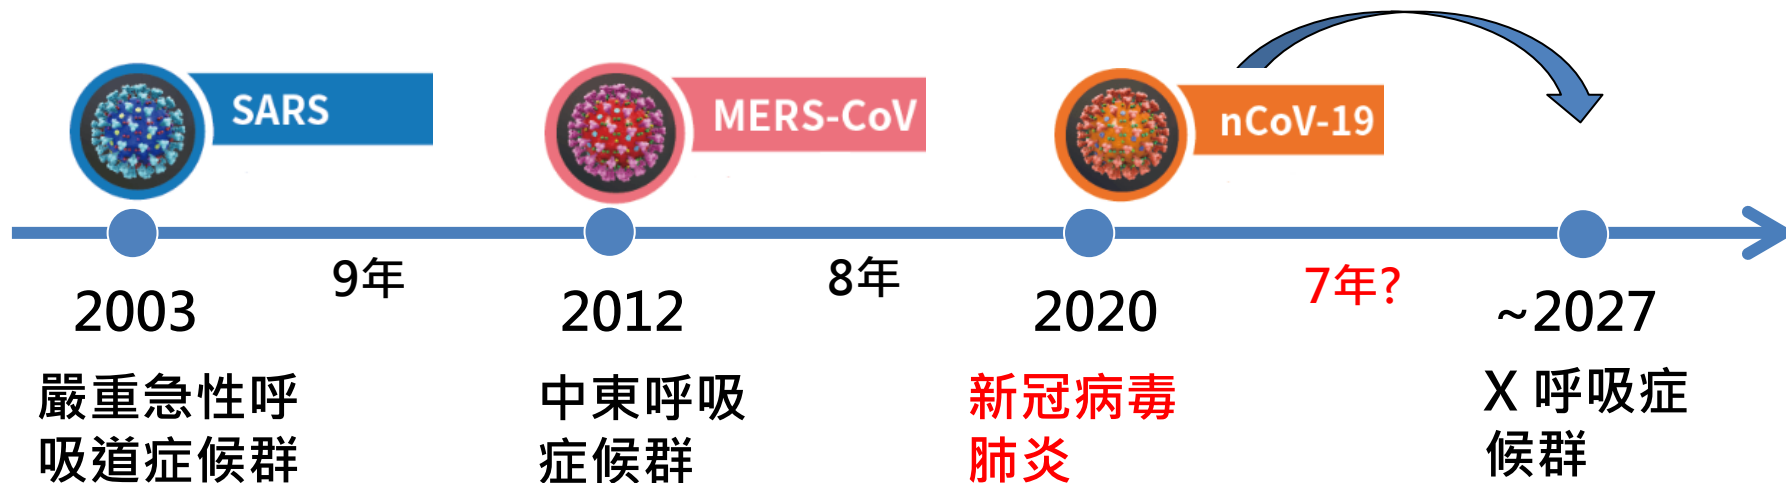 SARS
MERS-CoV
nCoV-19
9年
8年
7年?
2003
2012
2020
~2027
嚴重急性呼
吸道症候群
中東呼吸
症候群
新冠病毒
肺炎
X 呼吸症
候群